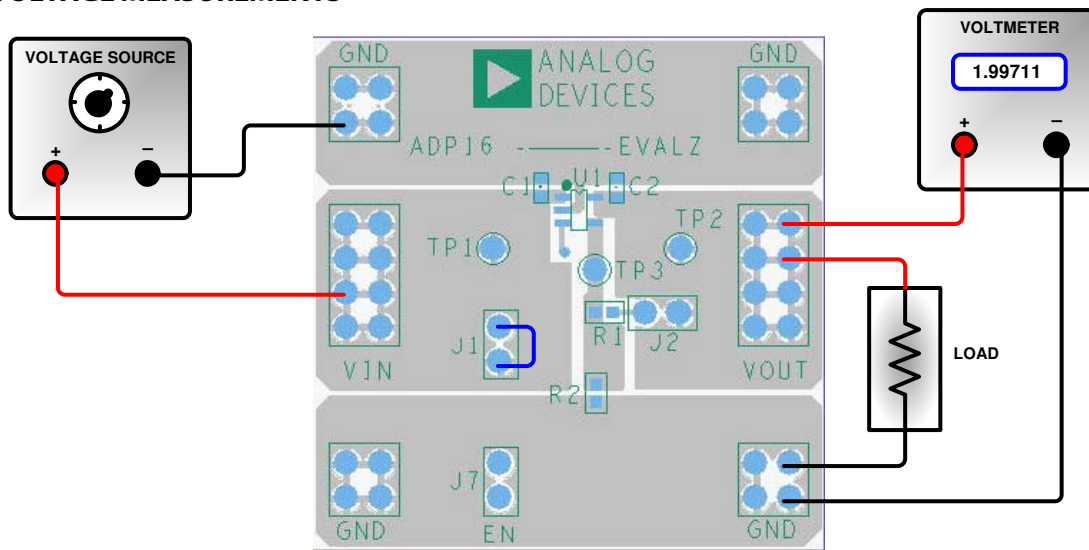 VOLTAGE SOURCE
+ −
GND
ANALOG
DEVICES
GND
VOLTMETER
1.99711
+ −
ADP16 - EVALZ
C1 U1 C2
TP1
TP2
TP3
J1
R1 J2
VIN
VOUT
R2
LOAD
J7
GND
EN
GND